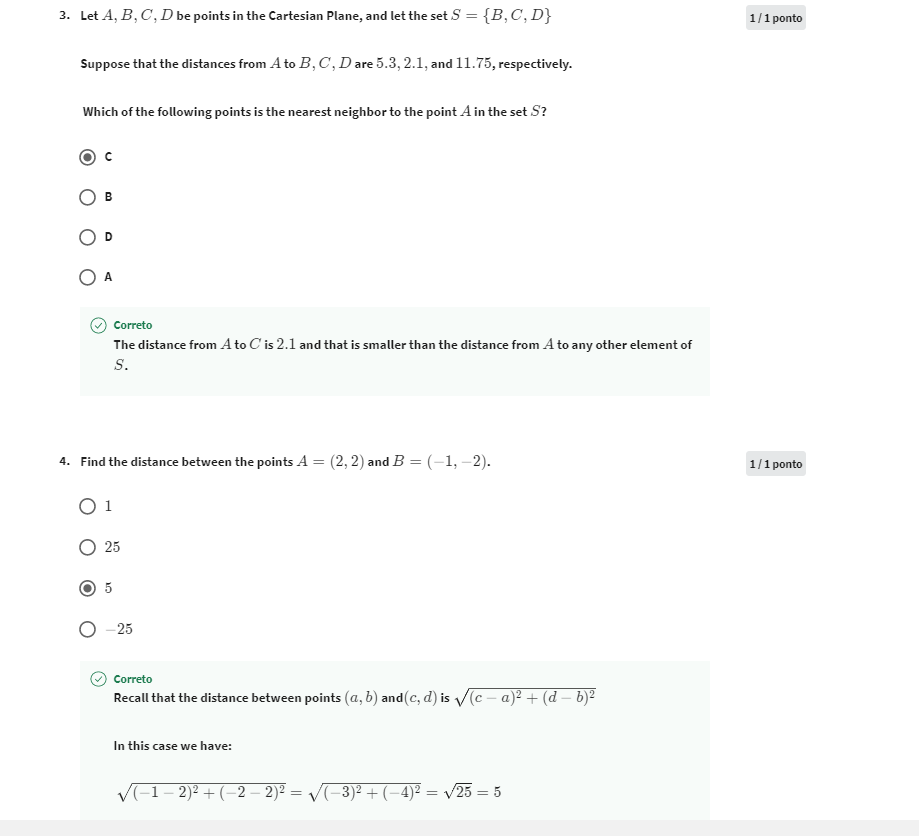 3. Let A, B, C, D be points in the Cartesian Plane, and let the set S = {B, C, D}
1 / 1 ponto
Suppose that the distances from A to B, C, D are 5.3, 2.1, and 11.75, respectively.
Which of the following points is the nearest neighbor to the point A in the set S?
C
B
D
A
Correto
The distance from A to C is 2.1 and that is smaller than the distance from A to any other element of
S.
4. Find the distance between the points A = (2, 2) and B = (−1, −2).
1 / 1 ponto
1
25
5
−25
Correto
Recall that the distance between points (a, b) and(c, d) is √(c − a)² + (d − b)²
In this case we have:
√(−1 − 2)² + (−2 − 2)² = √(−3)² + (−4)² = √25 = 5